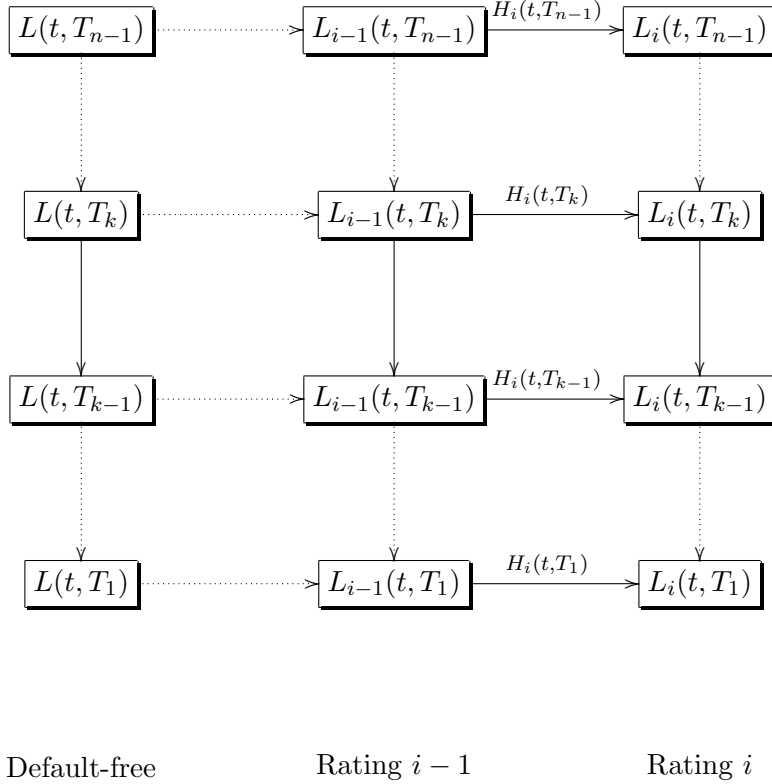 L(t, T_{n-1}) L_{i-1}(t, T_{n-1}) H_i(t,T_{n-1}) L_i(t, T_{n-1})
L(t, T_k) L_{i-1}(t, T_k) H_i(t,T_k) L_i(t, T_k)
L(t, T_{k-1}) L_{i-1}(t, T_{k-1}) H_i(t,T_{k-1}) L_i(t, T_{k-1})
L(t, T_1) L_{i-1}(t, T_1) H_i(t,T_1) L_i(t, T_1)
Default-free Rating i − 1 Rating i